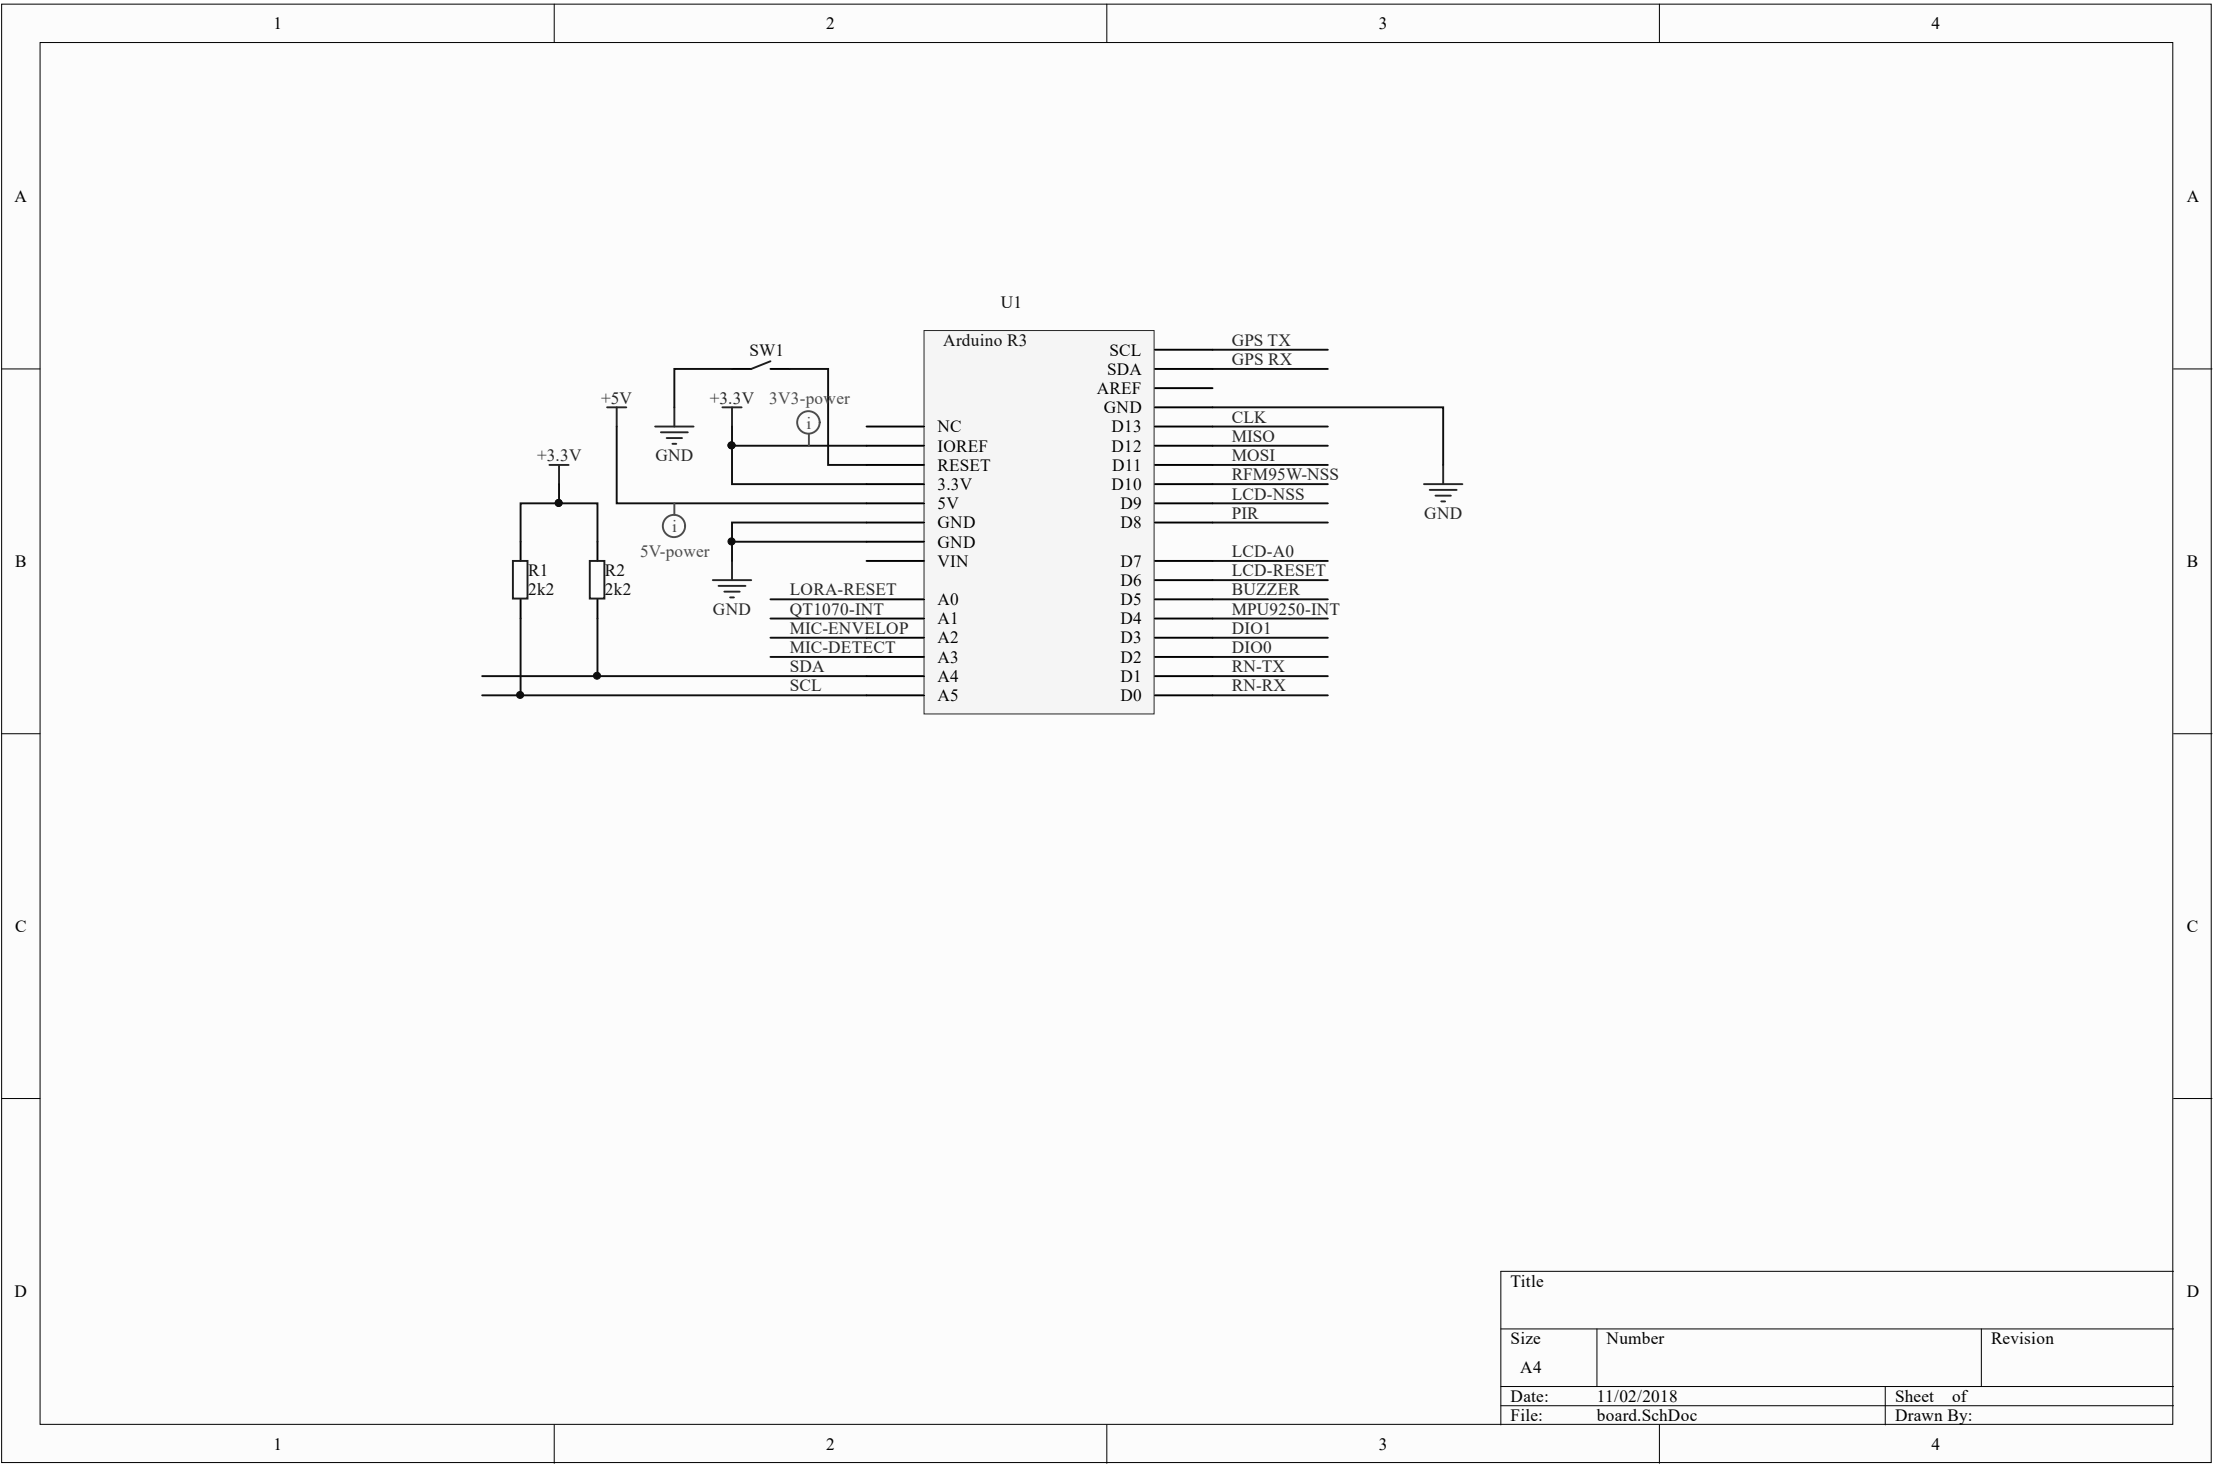 1 2 3 4
A A
U1
Arduino R3
SW1
SCL GPS TX
SDA GPS RX
AREF
+5V
+3.3V 3V3-power
GND
NC D13 CLK
IOREF D12 MISO
GND
+3.3V
RESET D11 MOSI
3.3V D10 RFM95W-NSS
5V D9 LCD-NSS
GND
GND D8 PIR
GND
5V-power
VIN D7 LCD-A0
D6 LCD-RESET
B B
R1
2k2
R2
2k2
GND
LORA-RESET A0 D5 BUZZER
QT1070-INT A1 D4 MPU9250-INT
MIC-ENVELOP A2 D3 DIO1
MIC-DETECT A3 D2 DIO0
SDA A4 D1 RN-TX
SCL A5 D0 RN-RX
i
i
C C
D D
Title
Size Number Revision
A4
Date: 11/02/2018 Sheet of
File: board.SchDoc Drawn By:
1 2 3 4